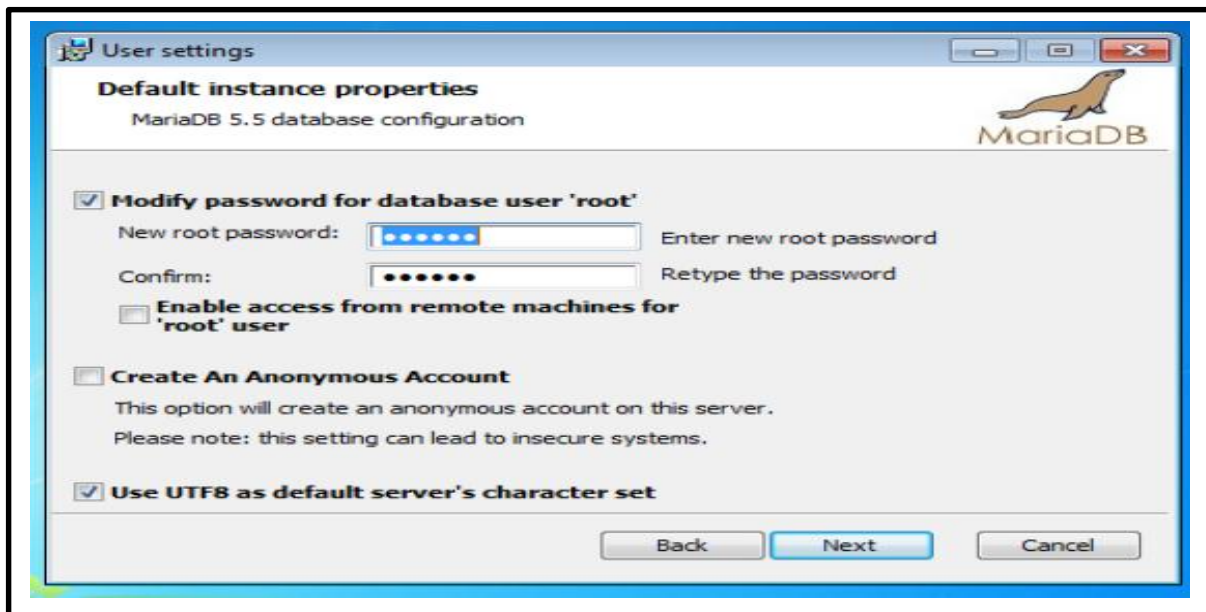 User settings
Default instance properties
MariaDB 5.5 database configuration
MariaDB
Modify password for database user 'root'
New root password: ●●●●●● Enter new root password
Confirm: ●●●●●● Retype the password
Enable access from remote machines for
'root' user
Create An Anonymous Account
This option will create an anonymous account on this server.
Please note: this setting can lead to insecure systems.
Use UTF8 as default server's character set
Back Next Cancel